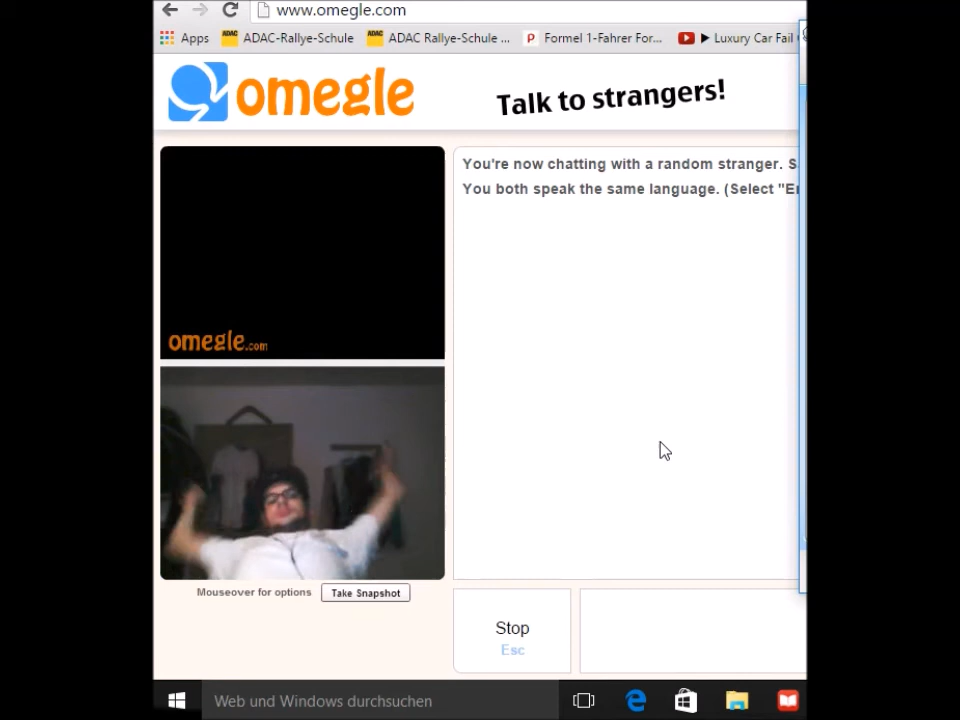 www.omegle.com
Apps ADAC-Rallye-Schule ADAC Rallye-Schule ... Formel 1-Fahrer For... ▶ Luxury Car Fail
omegle Talk to strangers!
You're now chatting with a random stranger. S
You both speak the same language. (Select "En
omegle.com
Mouseover for options Take Snapshot
Stop
Esc
Web und Windows durchsuchen